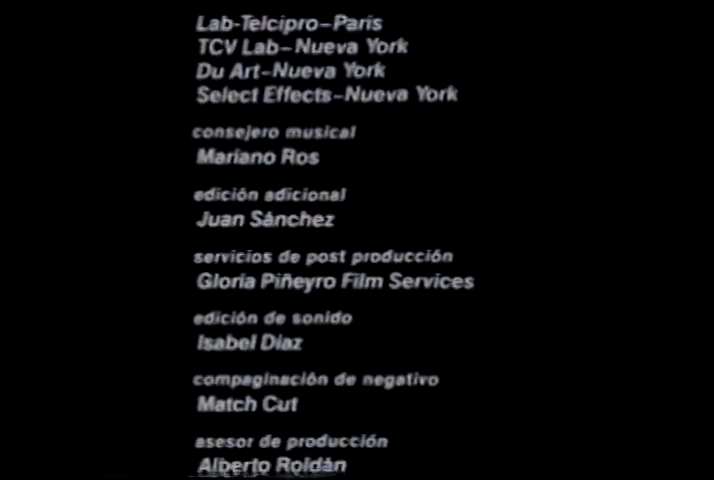 Lab-Telcipro-París
TCV Lab-Nueva York
Du Art-Nueva York
Select Effects-Nueva York
consejero musical
Mariano Ros
edición adicional
Juan Sánchez
servicios de post producción
Gloria Piñeyro Film Services
edición de sonido
Isabel Díaz
compaginación de negativo
Match Cut
asesor de producción
Alberto Roldán